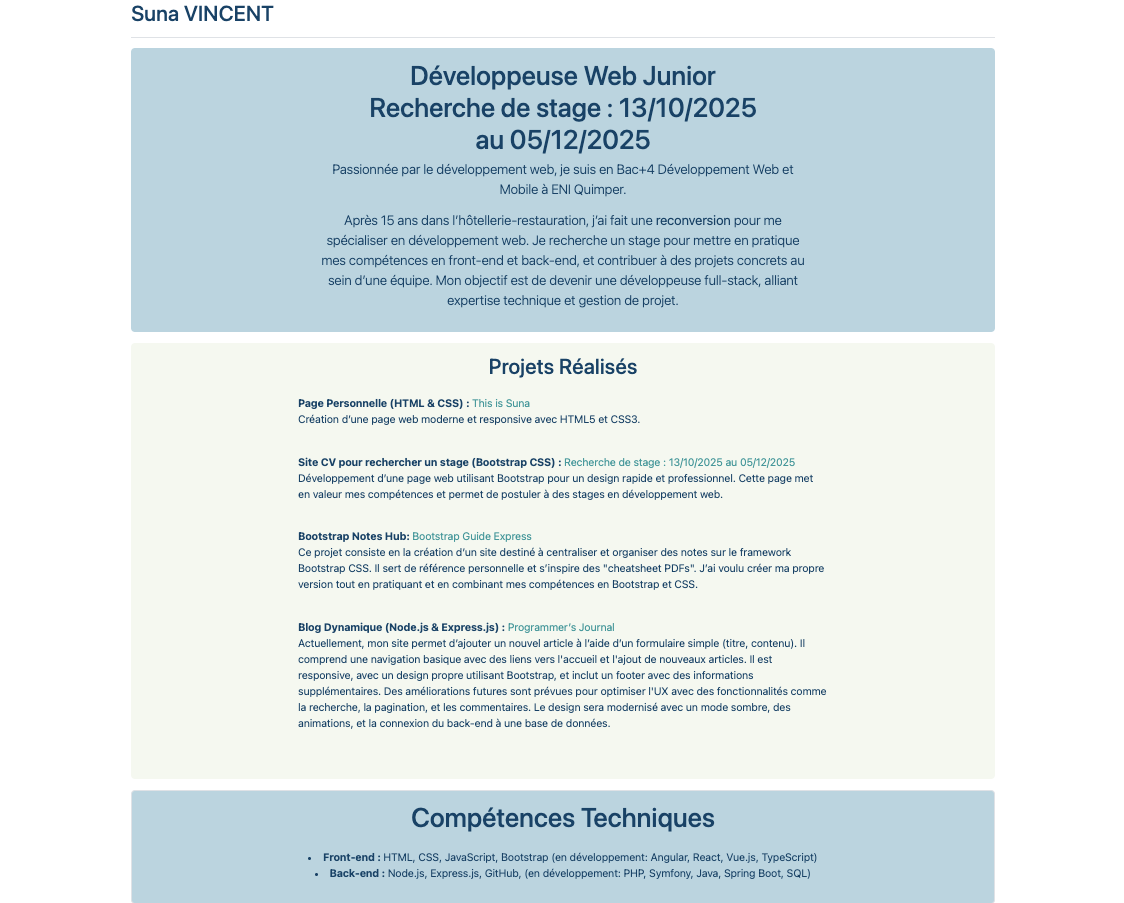 Suna VINCENT
Développeuse Web Junior
Recherche de stage : 13/10/2025
au 05/12/2025
Passionnée par le développement web, je suis en Bac+4 Développement Web et
Mobile à ENI Quimper.
Après 15 ans dans l’hôtellerie-restauration, j’ai fait une reconversion pour me
spécialiser en développement web. Je recherche un stage pour mettre en pratique
mes compétences en front-end et back-end, et contribuer à des projets concrets au
sein d’une équipe. Mon objectif est de devenir une développeuse full-stack, alliant
expertise technique et gestion de projet.
Projets Réalisés
Page Personnelle (HTML & CSS) : This is Suna
Création d’une page web moderne et responsive avec HTML5 et CSS3.
Site CV pour rechercher un stage (Bootstrap CSS) : Recherche de stage : 13/10/2025 au 05/12/2025
Développement d’une page web utilisant Bootstrap pour un design rapide et professionnel. Cette page met
en valeur mes compétences et permet de postuler à des stages en développement web.
Bootstrap Notes Hub: Bootstrap Guide Express
Ce projet consiste en la création d’un site destiné à centraliser et organiser des notes sur le framework
Bootstrap CSS. Il sert de référence personnelle et s’inspire des "cheatsheet PDFs". J’ai voulu créer ma propre
version tout en pratiquant et en combinant mes compétences en Bootstrap et CSS.
Blog Dynamique (Node.js & Express.js) : Programmer’s Journal
Actuellement, mon site permet d’ajouter un nouvel article à l’aide d’un formulaire simple (titre, contenu). Il
comprend une navigation basique avec des liens vers l'accueil et l'ajout de nouveaux articles. Il est
responsive, avec un design propre utilisant Bootstrap, et inclut un footer avec des informations
supplémentaires. Des améliorations futures sont prévues pour optimiser l'UX avec des fonctionnalités comme
la recherche, la pagination, et les commentaires. Le design sera modernisé avec un mode sombre, des
animations, et la connexion du back-end à une base de données.
Compétences Techniques
• Front-end : HTML, CSS, JavaScript, Bootstrap (en développement: Angular, React, Vue.js, TypeScript)
• Back-end : Node.js, Express.js, GitHub, (en développement: PHP, Symfony, Java, Spring Boot, SQL)